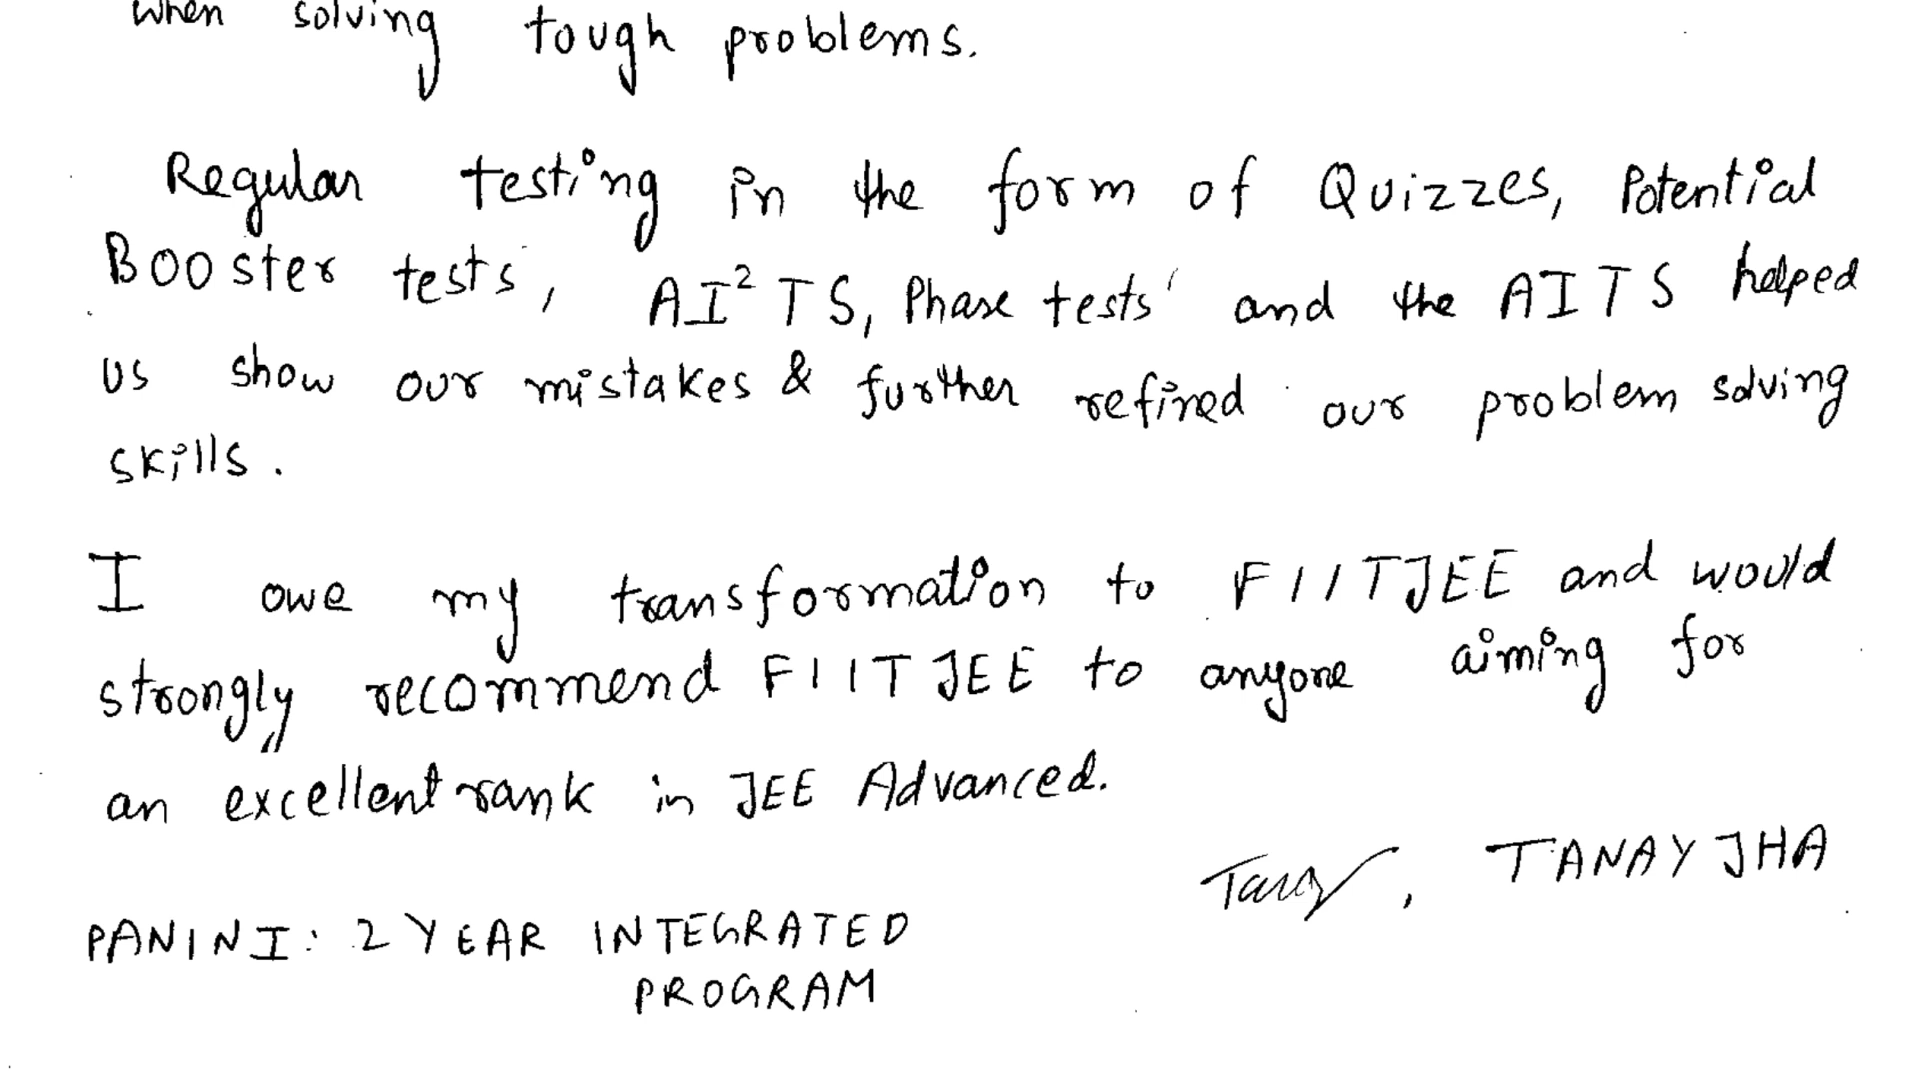 when solving tough problems.
Regular testing in the form of Quizzes, Potential
Booster tests, AI² TS, Phase tests' and the AITS helped
us show our mistakes & further refined our problem solving
skills.
I owe my transformation to FIITJEE and would
strongly recommend FIITJEE to anyone aiming for
an excellent rank in JEE Advanced.
Tanay, TANAY JHA
PANINI: 2 YEAR INTEGRATED
PROGRAM